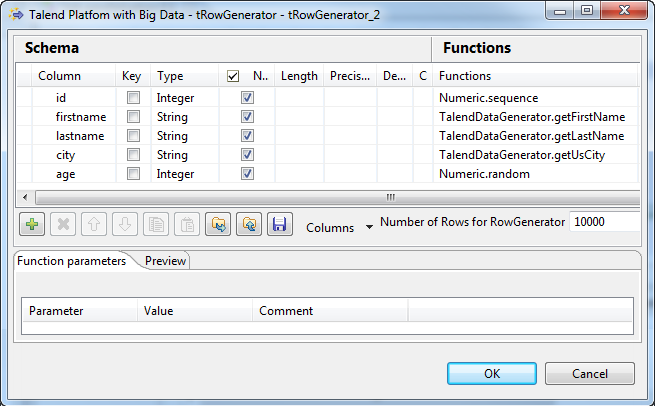 Talend Platfom with Big Data - tRowGenerator - tRowGenerator_2
Schema Functions
Column Key Type N.. Length Precis... De... C Functions
id Integer Numeric.sequence
firstname String TalendDataGenerator.getFirstName
lastname String TalendDataGenerator.getLastName
city String TalendDataGenerator.getUsCity
age Integer Numeric.random
Columns Number of Rows for RowGenerator 10000
Function parameters Preview
Parameter Value Comment
OK Cancel